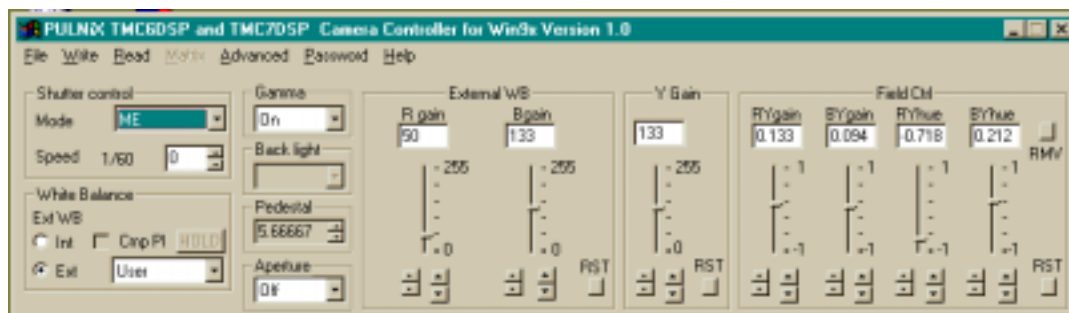 PULNiX TMC6DSP and TMC7DSP Camera Controller for Win9x Version 1.0
File Write Read Matrix Advanced Password Help
Shutter control
Mode ME
Speed 1/60 0
White Balance
Ext WB
Int Cmp Pl HOLD
Ext User
Gamma
On
Back light
Pedestal
5.66667
Aperture
Off
External WB
R gain Bgain
50 133
255 255
0 0
RST
Y Gain
133
255
0
RST
Field Ctrl
RYgain BYgain RYhue BYhue
0.133 0.094 -0.718 0.212
RMV
1 1 1 1
-1 -1 -1 -1
RST